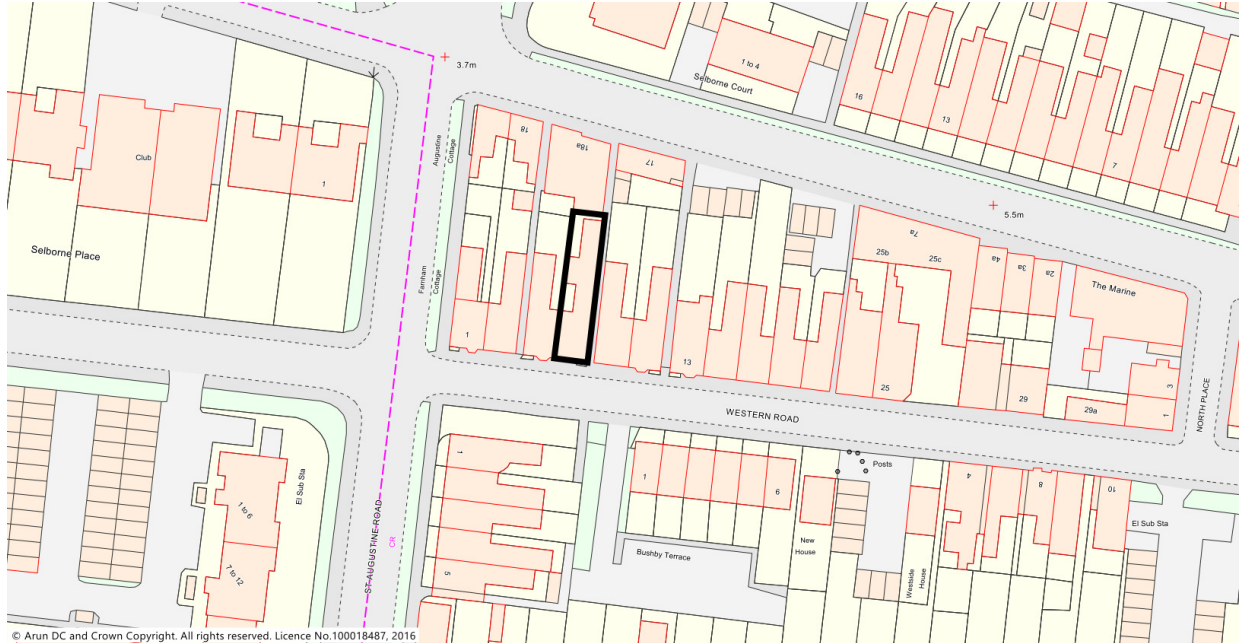 3.7m
1 to 4
Selborne Court
16
13
7
Club
1
Augustine
Cottage
18
18a
17
5.5m
Selborne Place
Farnham
Cottage
7a
25b
25c
4a
3a
2a
The Marine
1
13
25
29
29a
3
1
NORTH PLACE
WESTERN ROAD
1
1
6
Posts
4
8
10
El Sub Sta
1 to 6
El Sub Sta
New
House
Bushby Terrace
Westside
House
7 to 12
ST AUGUSTINE ROAD
CR
5
© Arun DC and Crown Copyright. All rights reserved. Licence No.100018487, 2016